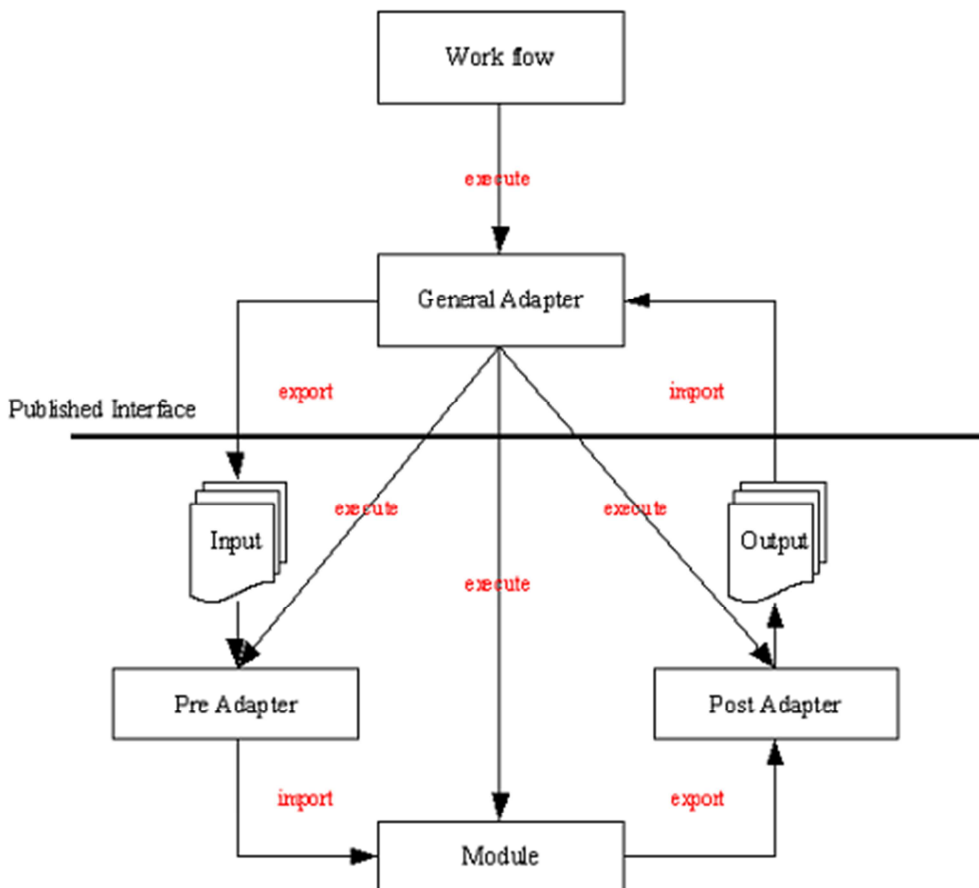 Work flow
execute
General Adapter
export
import
Published Interface
Input
execute
execute
Output
execute
Pre Adapter
Post Adapter
import
export
Module